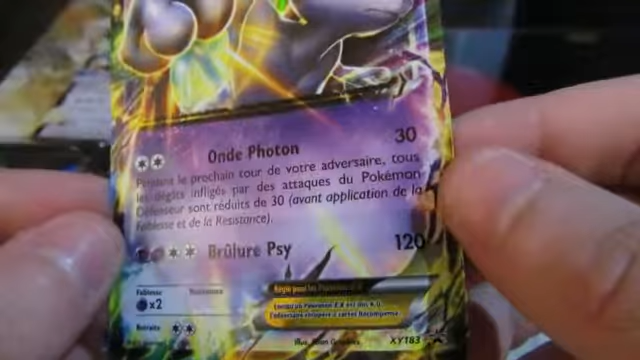 Onde Photon 30
Pendant le prochain tour de votre adversaire, tous
les dégâts infligés par des attaques du Pokémon
Défenseur sont réduits de 30 (avant application de la
Faiblesse et de la Résistance).
Brûlure Psy 120
Faiblesse Résistance
x2
Règle pour les Pokémon-EX
Lorsqu'un Pokémon-EX est mis K.O.,
l'adversaire récupère 2 cartes Récompense.
Retraite
Illus.
XY183